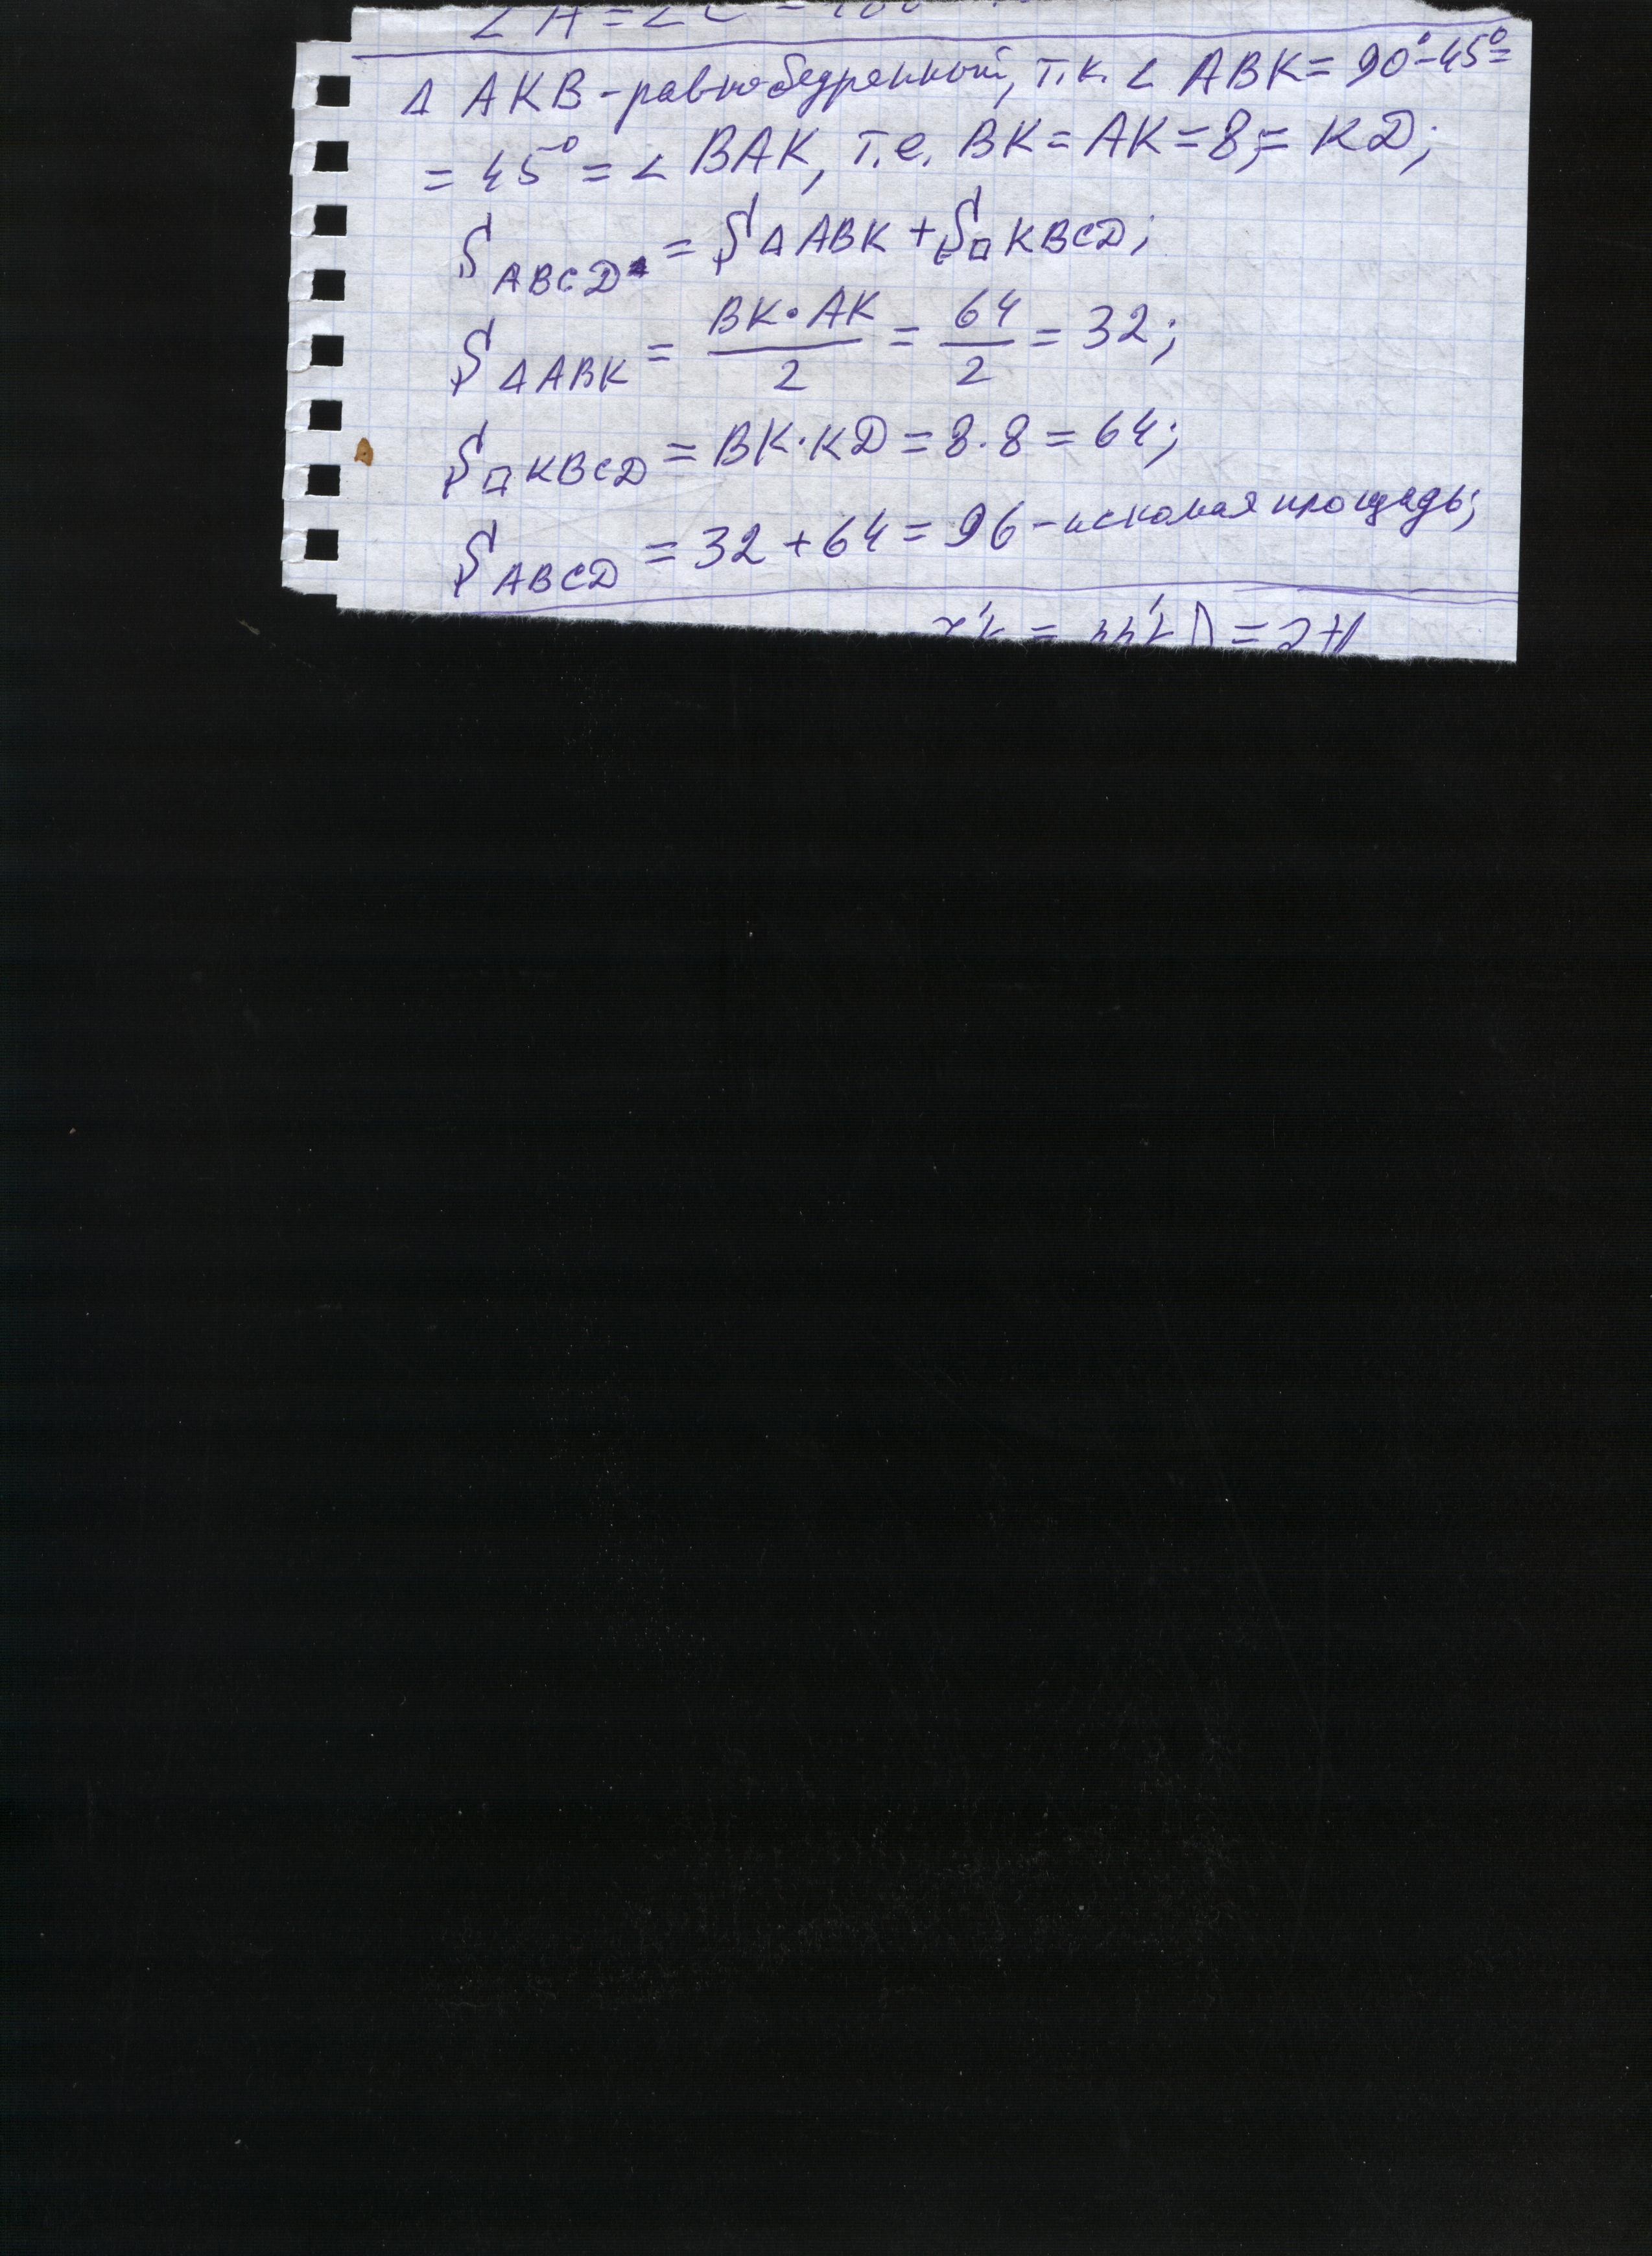 ∠A = ∠C =
Δ AKB - равнобедренный, т.к. ∠ ABK = 90° - 45° =
= 45° = ∠ BAK, т.е. BK = AK = 8; = KD;
S ABCD = S Δ ABK + S □ KBCD;
S Δ ABK = BK · AK / 2 = 64 / 2 = 32;
S □ KBCD = BK · KD = 8 · 8 = 64;
S ABCD = 32 + 64 = 96 - искомая площадь;